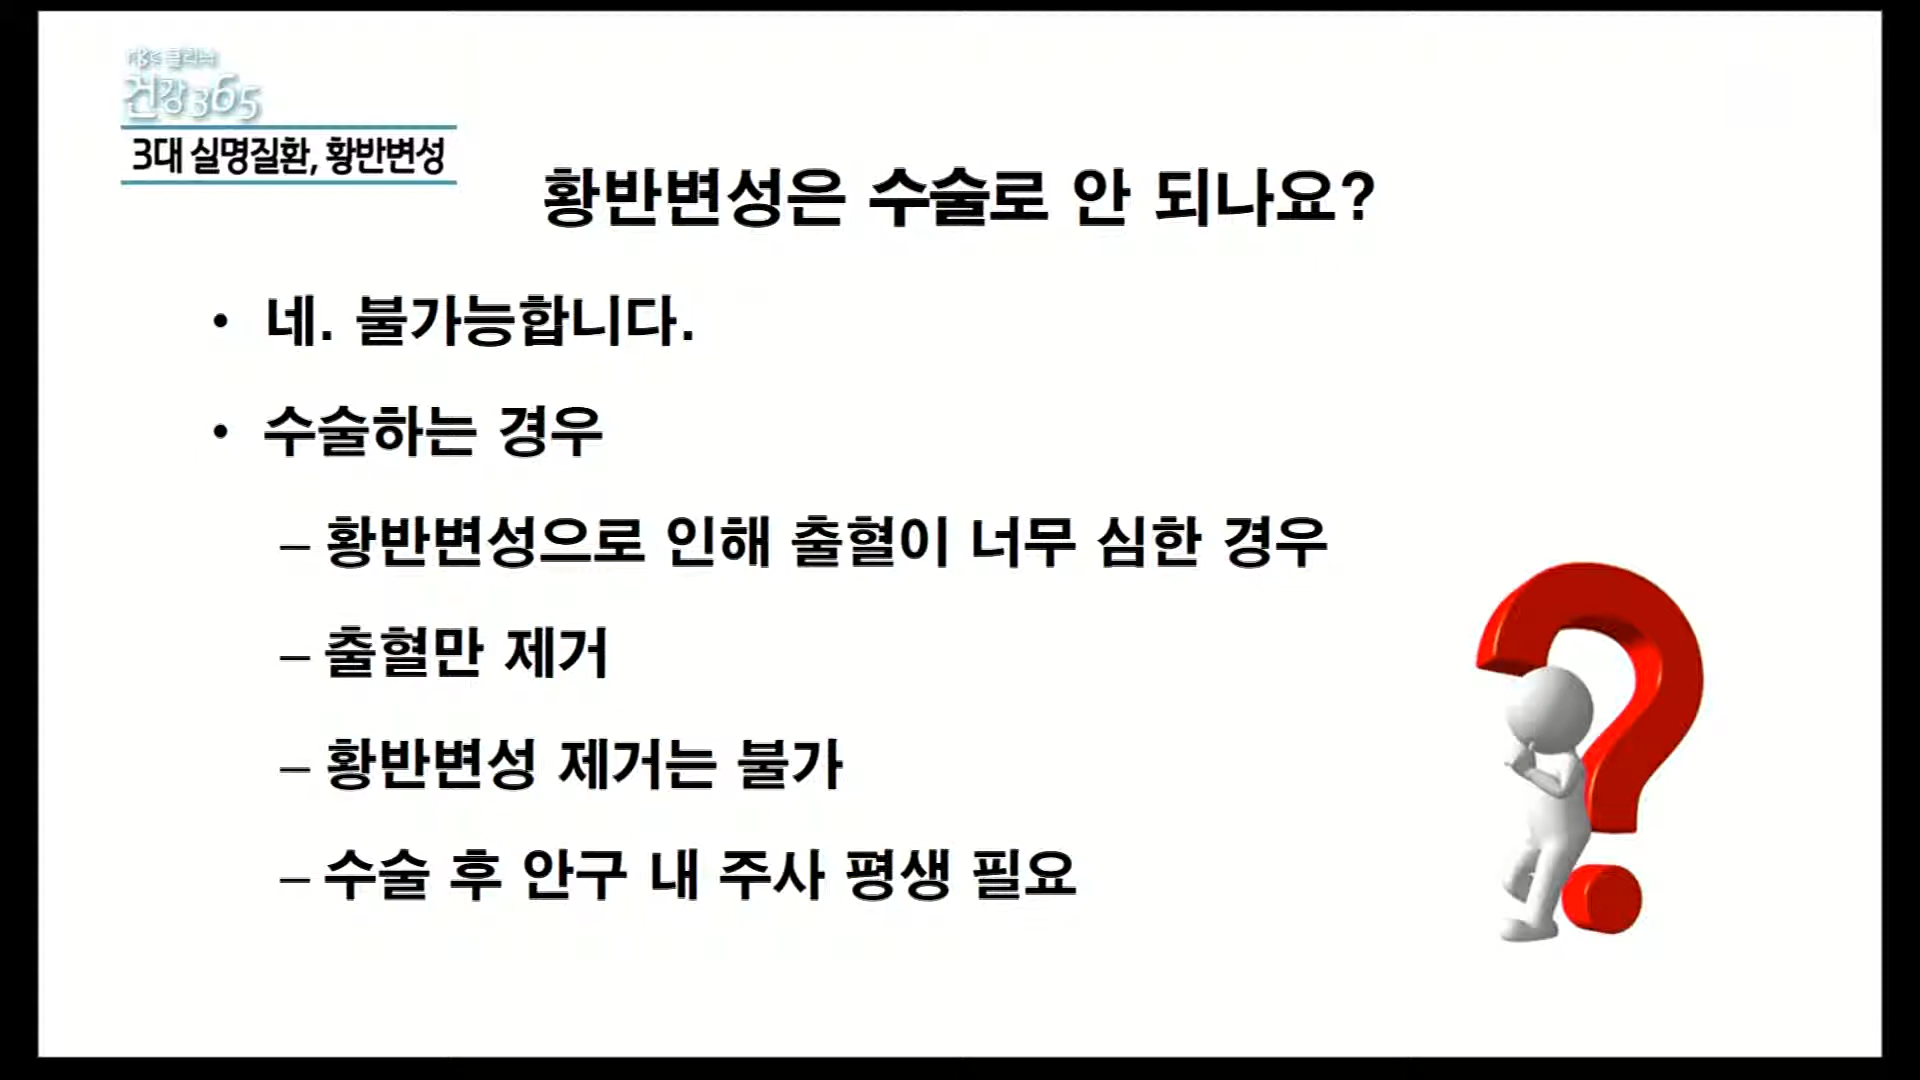 클리닉
건강365
3대 실명질환, 황반변성
황반변성은 수술로 안 되나요?
• 네. 불가능합니다.
• 수술하는 경우
– 황반변성으로 인해 출혈이 너무 심한 경우
– 출혈만 제거
– 황반변성 제거는 불가
– 수술 후 안구 내 주사 평생 필요